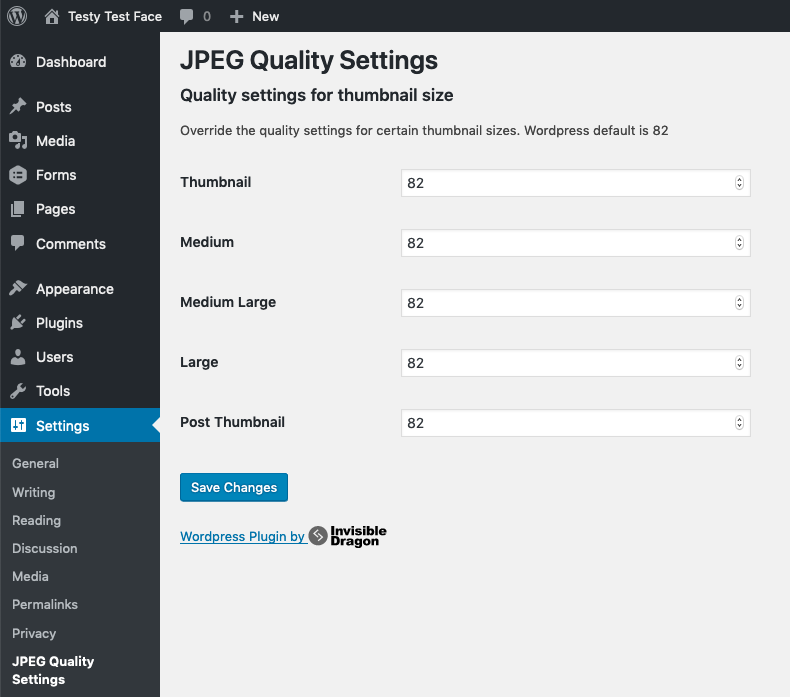 Testy Test Face 0 New
Dashboard
Posts
Media
Forms
Pages
Comments
Appearance
Plugins
Users
Tools
Settings
General
Writing
Reading
Discussion
Media
Permalinks
Privacy
JPEG Quality
Settings
JPEG Quality Settings
Quality settings for thumbnail size
Override the quality settings for certain thumbnail sizes. Wordpress default is 82
Thumbnail 82
Medium 82
Medium Large 82
Large 82
Post Thumbnail 82
Save Changes
Wordpress Plugin by Invisible
Dragon